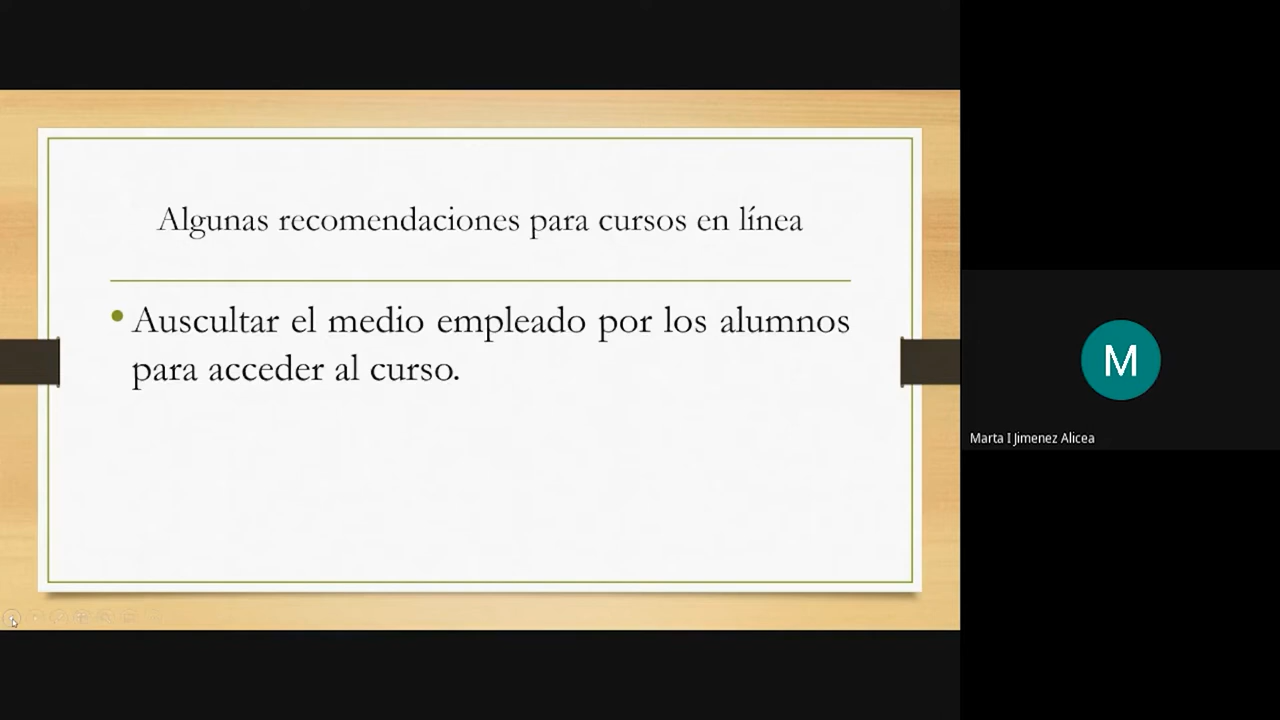 Algunas recomendaciones para cursos en línea
• Auscultar el medio empleado por los alumnos
para acceder al curso.
M
Marta I Jimenez Alicea